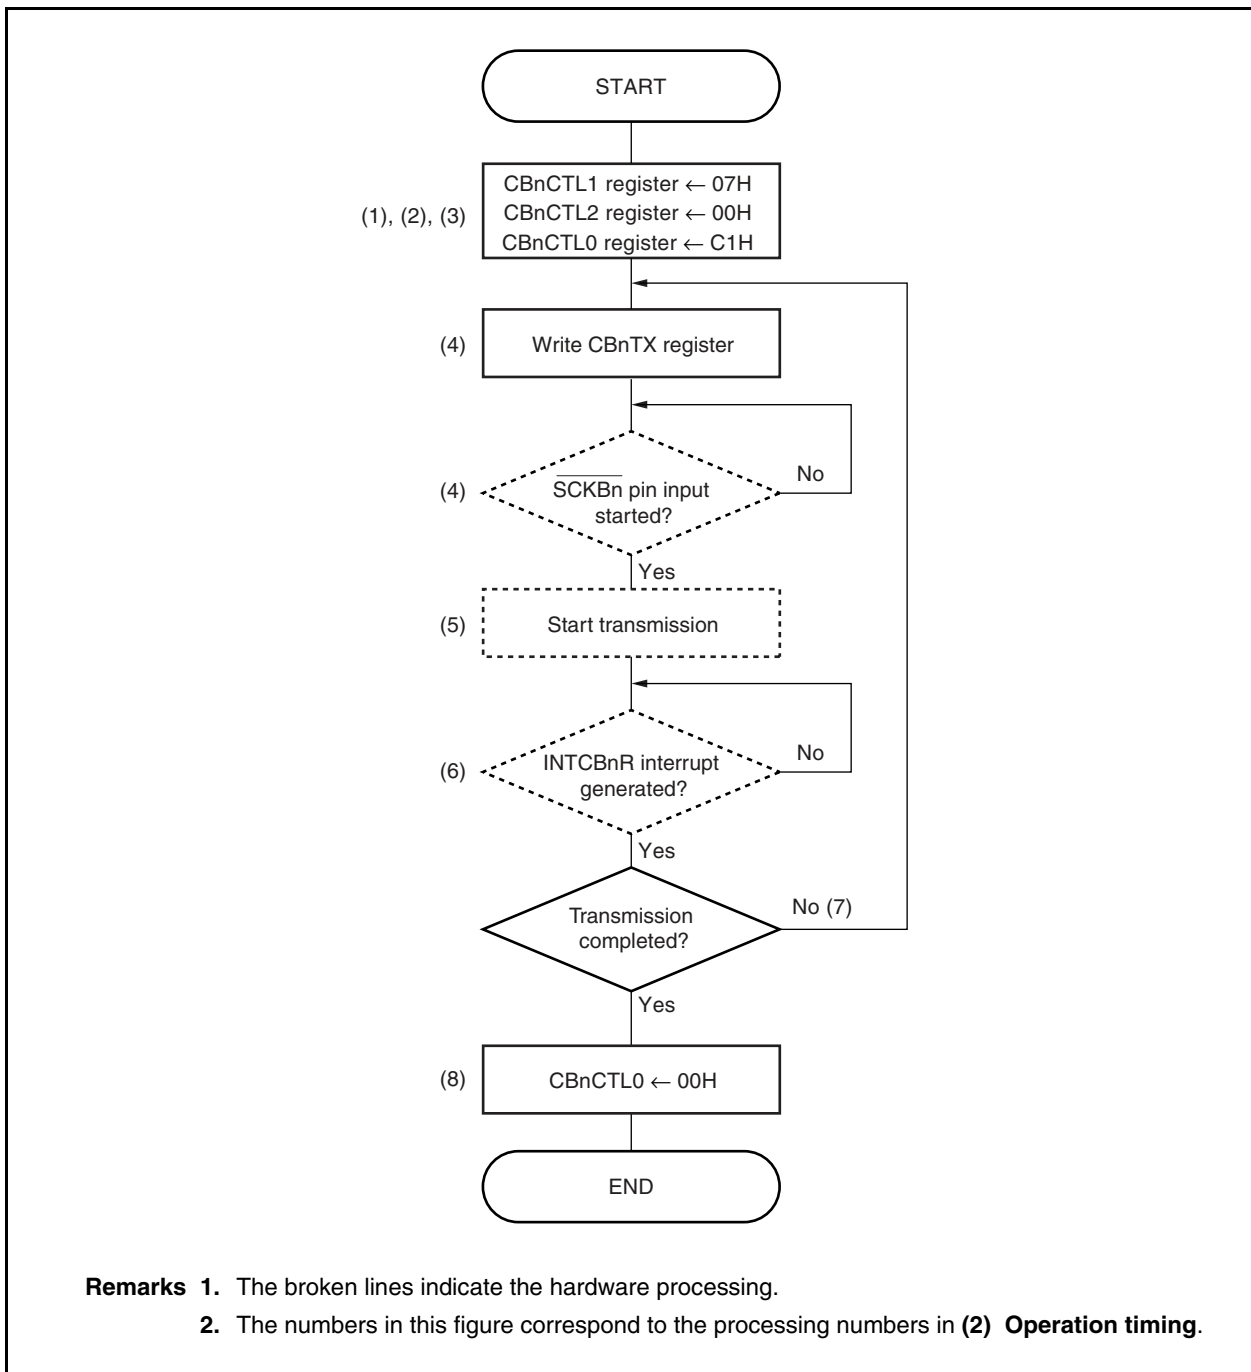 START
(1), (2), (3)
CBnCTL1 register ← 07H
CBnCTL2 register ← 00H
CBnCTL0 register ← C1H
(4)
Write CBnTX register
(4)
SCKBn pin input
started?
No
Yes
(5)
Start transmission
(6)
INTCBnR interrupt
generated?
No
Yes
Transmission
completed?
No (7)
Yes
(8)
CBnCTL0 ← 00H
END
Remarks 1. The broken lines indicate the hardware processing.
2. The numbers in this figure correspond to the processing numbers in (2) Operation timing.